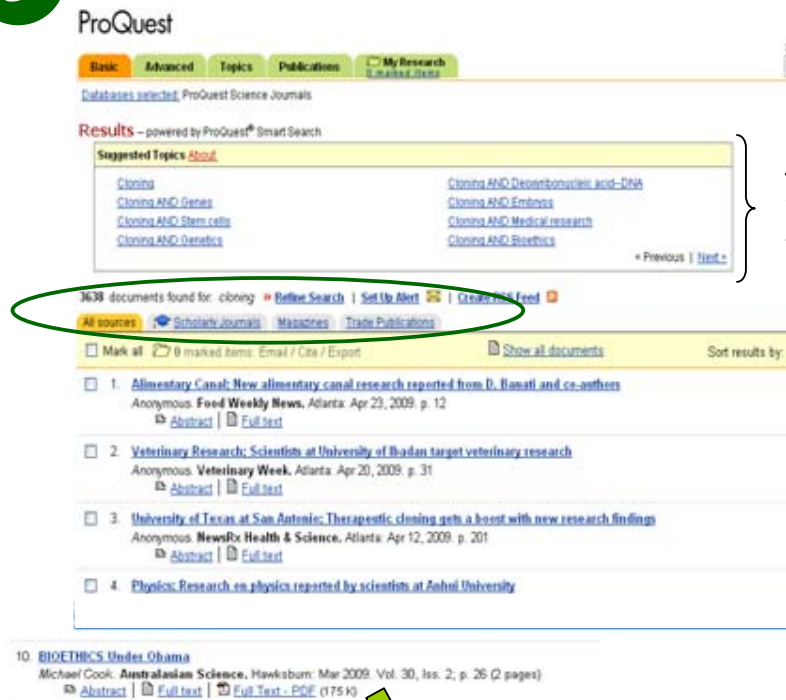 ProQuest
Basic Advanced Topics Publications My Research
0 marked items
Databases selected: ProQuest Science Journals
Results – powered by ProQuest® Smart Search
Suggested Topics About
Cloning Cloning AND Deoxyribonucleic acid--DNA
Cloning AND Genes Cloning AND Embryos
Cloning AND Stem cells Cloning AND Medical research
Cloning AND Genetics Cloning AND Bioethics
< Previous | Next >
3638 documents found for: cloning » Refine Search | Set Up Alert | Create RSS Feed
All sources Scholarly Journals Magazines Trade Publications
Mark all 0 marked items: Email / Cite / Export Show all documents Sort results by:
1. Alimentary Canal; New alimentary canal research reported from D. Banati and co-authors
Anonymous. Food Weekly News. Atlanta: Apr 23, 2009. p. 12
Abstract | Full text
2. Veterinary Research; Scientists at University of Ibadan target veterinary research
Anonymous. Veterinary Week. Atlanta: Apr 20, 2009. p. 31
Abstract | Full text
3. University of Texas at San Antonio; Therapeutic cloning gets a boost with new research findings
Anonymous. NewsRx Health & Science. Atlanta: Apr 12, 2009. p. 201
Abstract | Full text
4. Physics; Research on physics reported by scientists at Anhui University
10. BIOETHICS Under Obama
Michael Cook. Australasian Science. Hawksburn: Mar 2009. Vol. 30, Iss. 2; p. 26 (2 pages)
Abstract | Full text | Full Text - PDF (175 K)